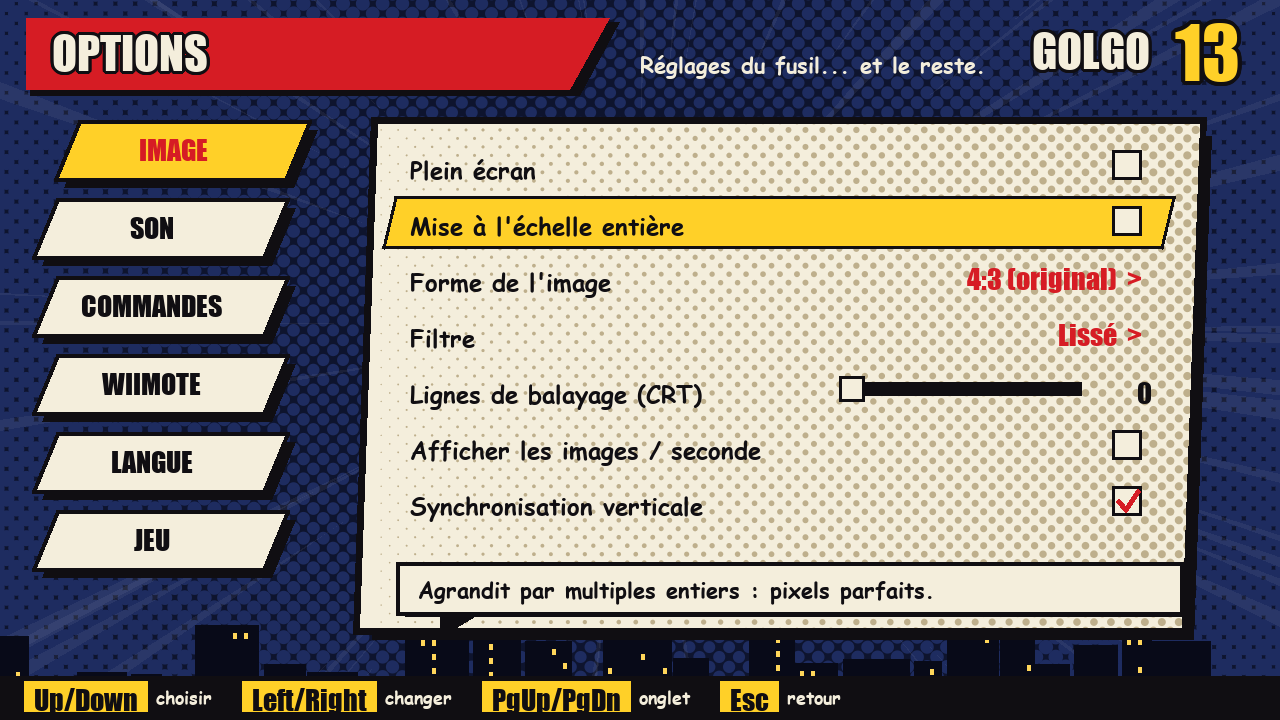 OPTIONS
Réglages du fusil... et le reste.
GOLGO 13
IMAGE
SON
COMMANDES
WIIMOTE
LANGUE
JEU
Plein écran
Mise à l'échelle entière
Forme de l'image 4:3 (original) >
Filtre Lissé >
Lignes de balayage (CRT) 0
Afficher les images / seconde
Synchronisation verticale
Agrandit par multiples entiers : pixels parfaits.
Up/Down choisir Left/Right changer PgUp/PgDn onglet Esc retour